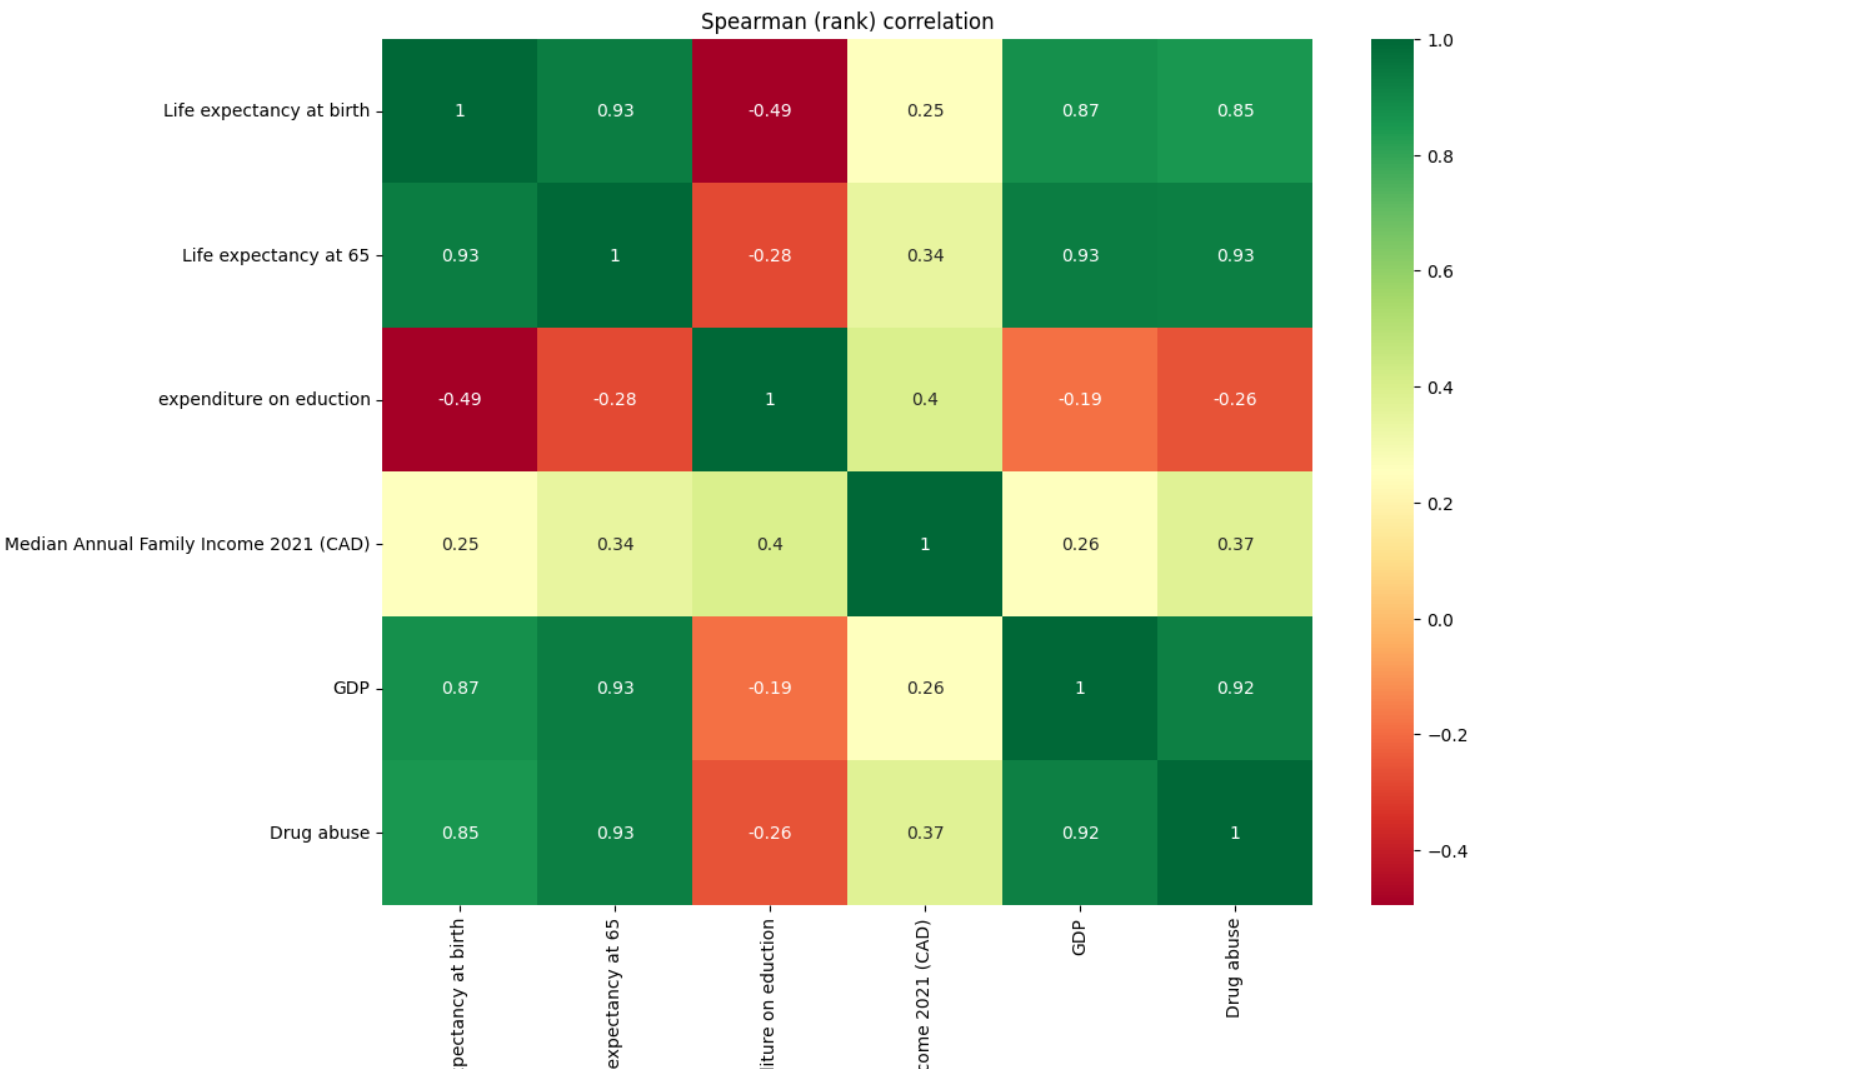 Spearman (rank) correlation
Life expectancy at birth
1 0.93 -0.49 0.25 0.87 0.85
Life expectancy at 65
0.93 1 -0.28 0.34 0.93 0.93
expenditure on eduction
-0.49 -0.28 1 0.4 -0.19 -0.26
Median Annual Family Income 2021 (CAD)
0.25 0.34 0.4 1 0.26 0.37
GDP
0.87 0.93 -0.19 0.26 1 0.92
Drug abuse
0.85 0.93 -0.26 0.37 0.92 1
pectancy at birth
expectancy at 65
liture on eduction
come 2021 (CAD)
GDP
Drug abuse
1.0
0.8
0.6
0.4
0.2
0.0
−0.2
−0.4